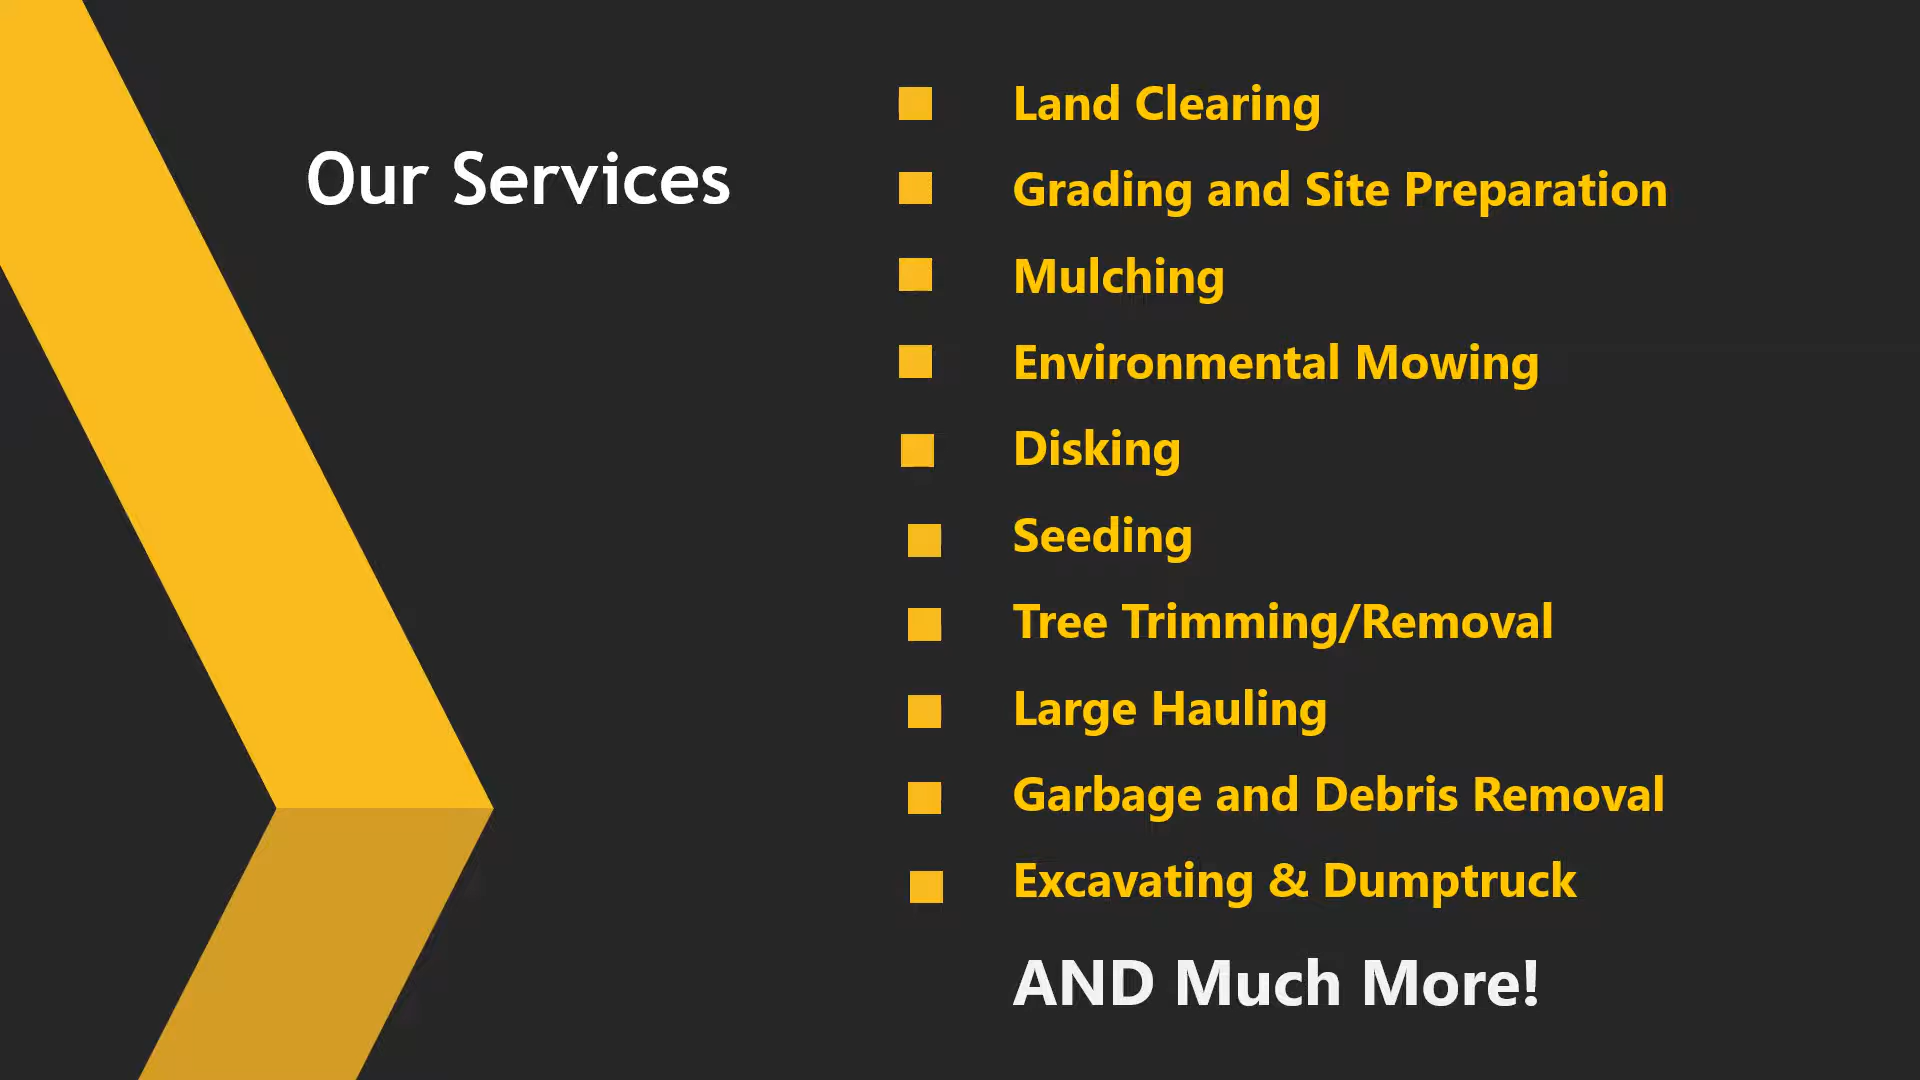 Our Services
Land Clearing
Grading and Site Preparation
Mulching
Environmental Mowing
Disking
Seeding
Tree Trimming/Removal
Large Hauling
Garbage and Debris Removal
Excavating & Dumptruck
AND Much More!